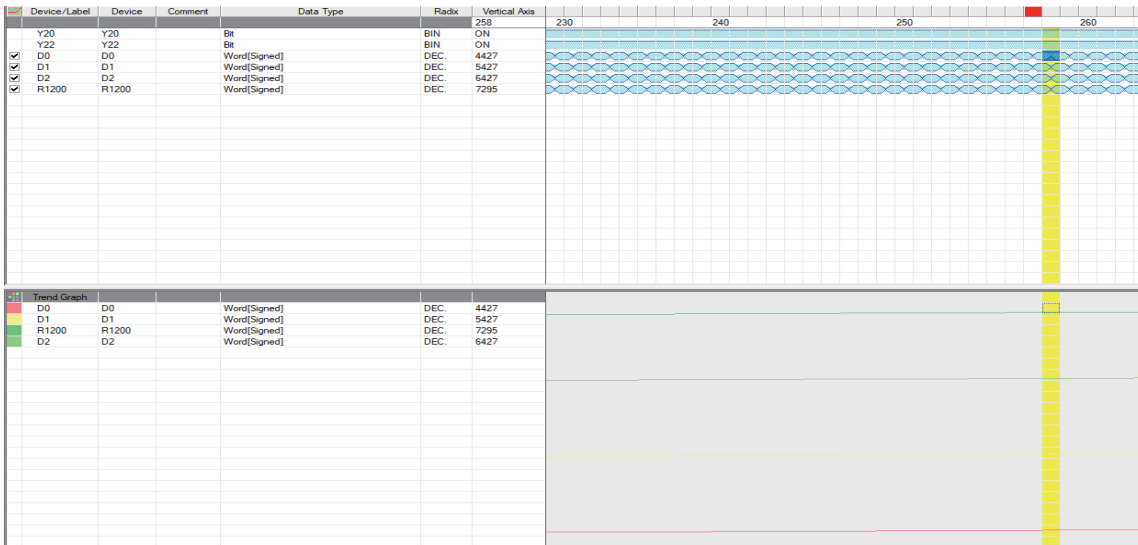 Device/Label Device Comment Data Type Radix Vertical Axis
258 230 240 250 260
Y20 Y20 Bit BIN ON
Y22 Y22 Bit BIN ON
D0 D0 Word[Signed] DEC. 4427
D1 D1 Word[Signed] DEC. 5427
D2 D2 Word[Signed] DEC. 6427
R1200 R1200 Word[Signed] DEC. 7295
Trend Graph
D0 D0 Word[Signed] DEC. 4427
D1 D1 Word[Signed] DEC. 5427
R1200 R1200 Word[Signed] DEC. 7295
D2 D2 Word[Signed] DEC. 6427